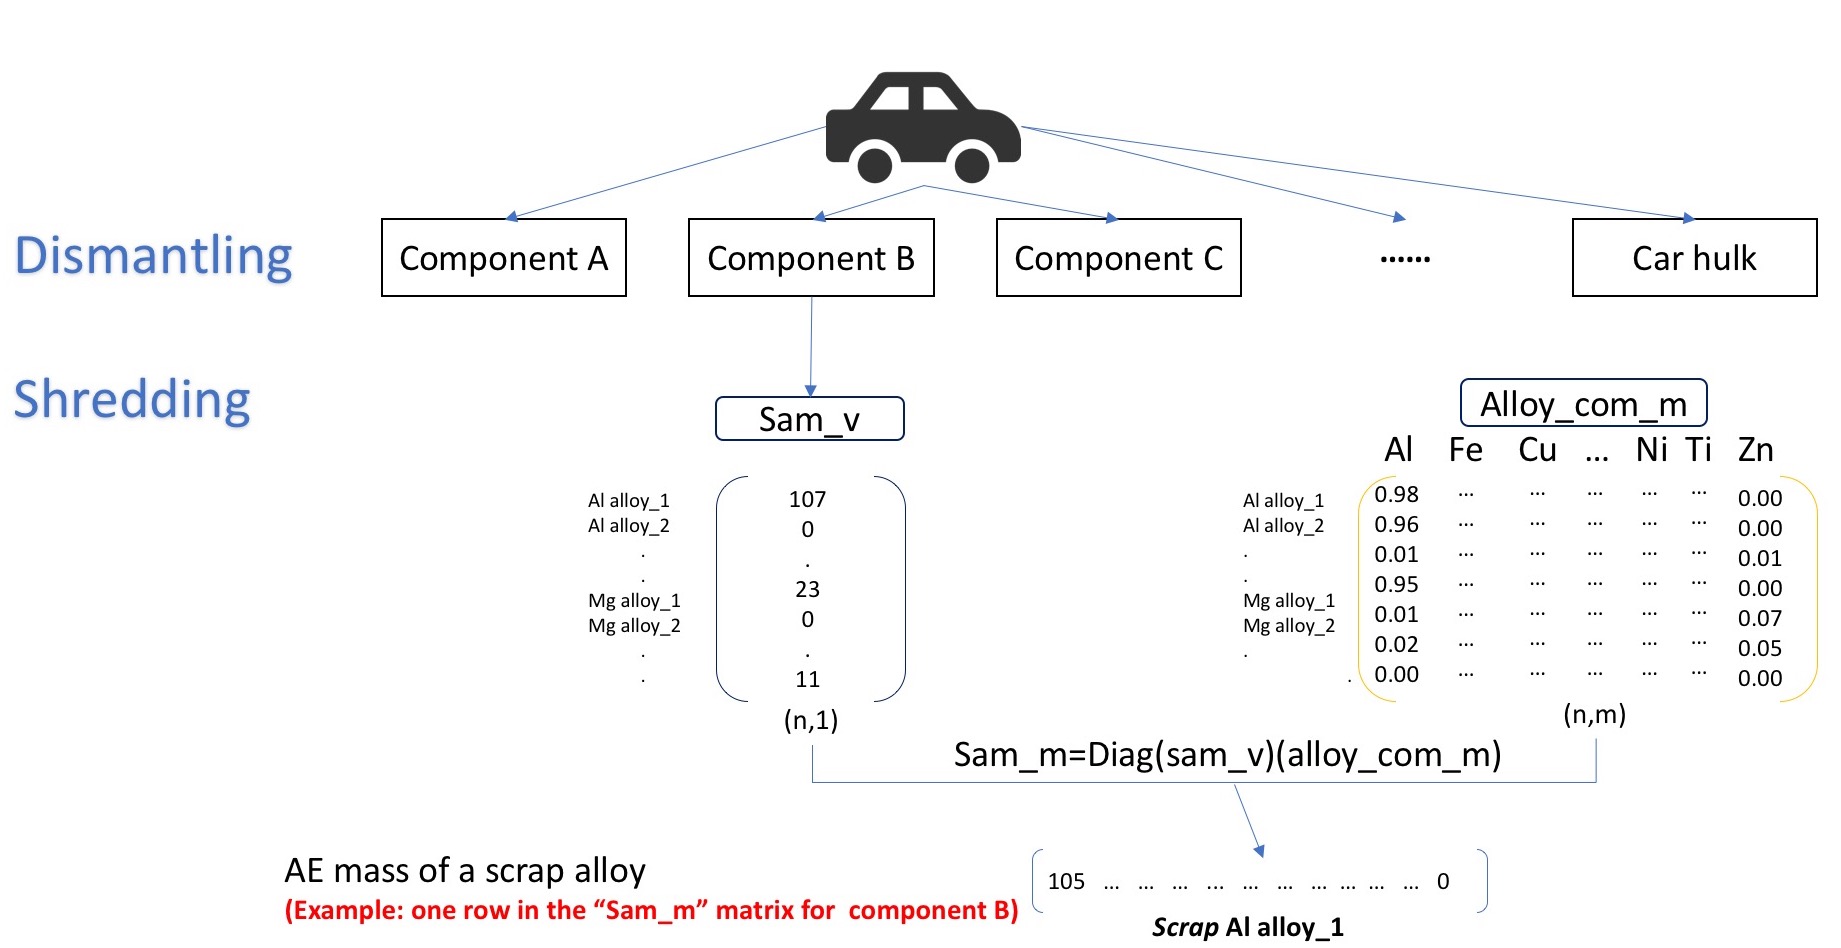 Dismantling
Component A
Component B
Component C
......
Car hulk
Shredding
Sam_v
Alloy_com_m
Al Fe Cu ... Ni Ti Zn
Al alloy_1
Al alloy_2
.
.
Mg alloy_1
Mg alloy_2
.
.
107
0
.
23
0
.
11
(n,1)
Al alloy_1
Al alloy_2
.
.
Mg alloy_1
Mg alloy_2
.
.
0.98 ... ... ... ... ... 0.00
0.96 ... ... ... ... ... 0.00
0.01 ... ... ... ... ... 0.01
0.95 ... ... ... ... ... 0.00
0.01 ... ... ... ... ... 0.07
0.02 ... ... ... ... ... 0.05
0.00 ... ... ... ... ... 0.00
(n,m)
Sam_m=Diag(sam_v)(alloy_com_m)
AE mass of a scrap alloy
(Example: one row in the “Sam_m” matrix for component B)
105 ... ... ... ... ... ... ... ... ... ... 0
Scrap Al alloy_1